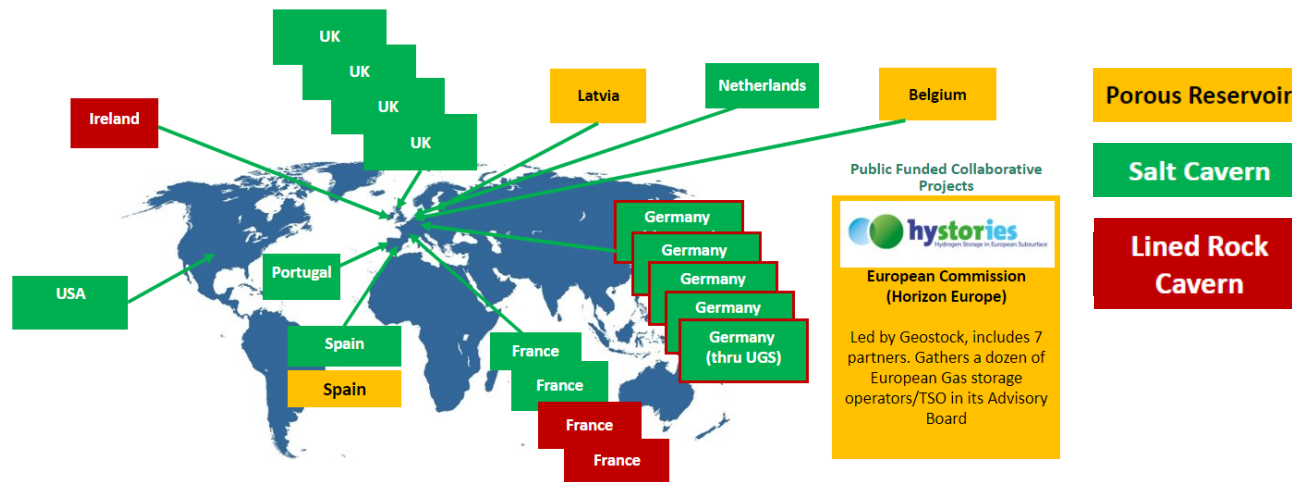 UK
UK
UK
UK
Ireland
Latvia
Netherlands
Belgium
Porous Reservoir
Salt Cavern
Lined Rock
Cavern
USA
Portugal
Spain
Spain
France
France
France
France
Germany
Germany
Germany
Germany
Germany
(thru UGS)
Public Funded Collaborative
Projects
hystories
Hydrogen Storage in European Subsurface
European Commission
(Horizon Europe)
Led by Geostock, includes 7
partners. Gathers a dozen of
European Gas storage
operators/TSO in its Advisory
Board